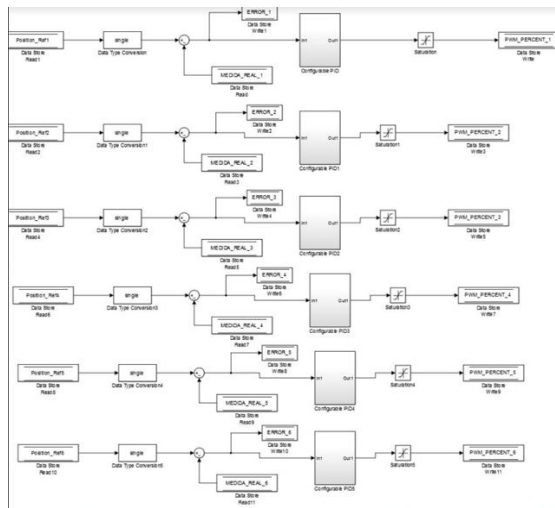 ERROR_1
Position_Ref1 single Data Store Write1 In1 Out1 PWM_PERCENT_1
Data Store Read1 Data Type Conversion Saturation Data Store Write
MEDIDA_REAL_1 Configurable PID
Data Store Read
ERROR_2
Position_Ref2 single Data Store Write2 In1 Out1 PWM_PERCENT_2
Data Store Read2 Data Type Conversion1 Saturation1 Data Store Write3
MEDIDA_REAL_2 Configurable PID1
Data Store Read3
ERROR_3
Position_Ref3 single Data Store Write4 In1 Out1 PWM_PERCENT_3
Data Store Read4 Data Type Conversion2 Saturation2 Data Store Write5
MEDIDA_REAL_3 Configurable PID2
Data Store Read5
ERROR_4
Position_Ref4 single Data Store Write6 In1 Out1 PWM_PERCENT_4
Data Store Read6 Data Type Conversion3 Saturation3 Data Store Write7
MEDIDA_REAL_4 Configurable PID3
Data Store Read7
ERROR_5
Position_Ref5 single Data Store Write8 In1 Out1 PWM_PERCENT_5
Data Store Read8 Data Type Conversion4 Saturation4 Data Store Write9
MEDIDA_REAL_5 Configurable PID4
Data Store Read9
ERROR_6
Position_Ref6 single Data Store Write10 In1 Out1 PWM_PERCENT_6
Data Store Read10 Data Type Conversion5 Saturation5 Data Store Write11
MEDIDA_REAL_6 Configurable PID5
Data Store Read11